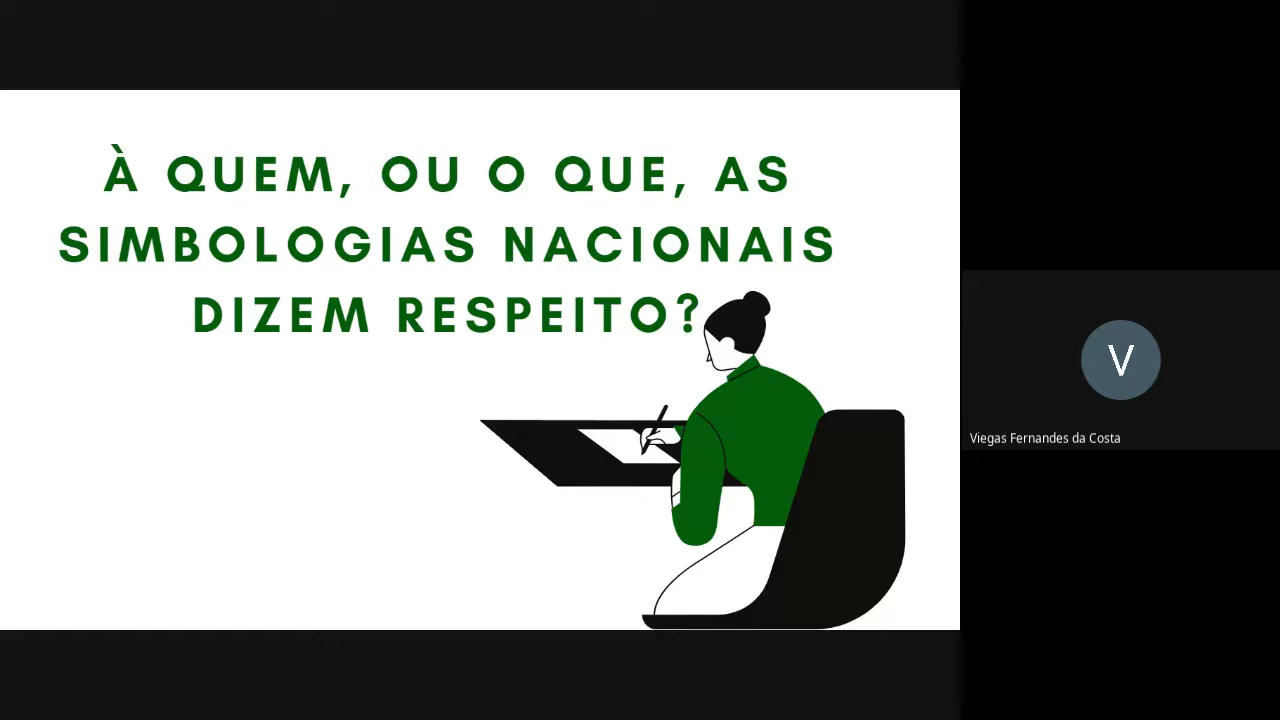 À QUEM, OU O QUE, AS
SIMBOLOGIAS NACIONAIS
DIZEM RESPEITO?
V
Viegas Fernandes da Costa